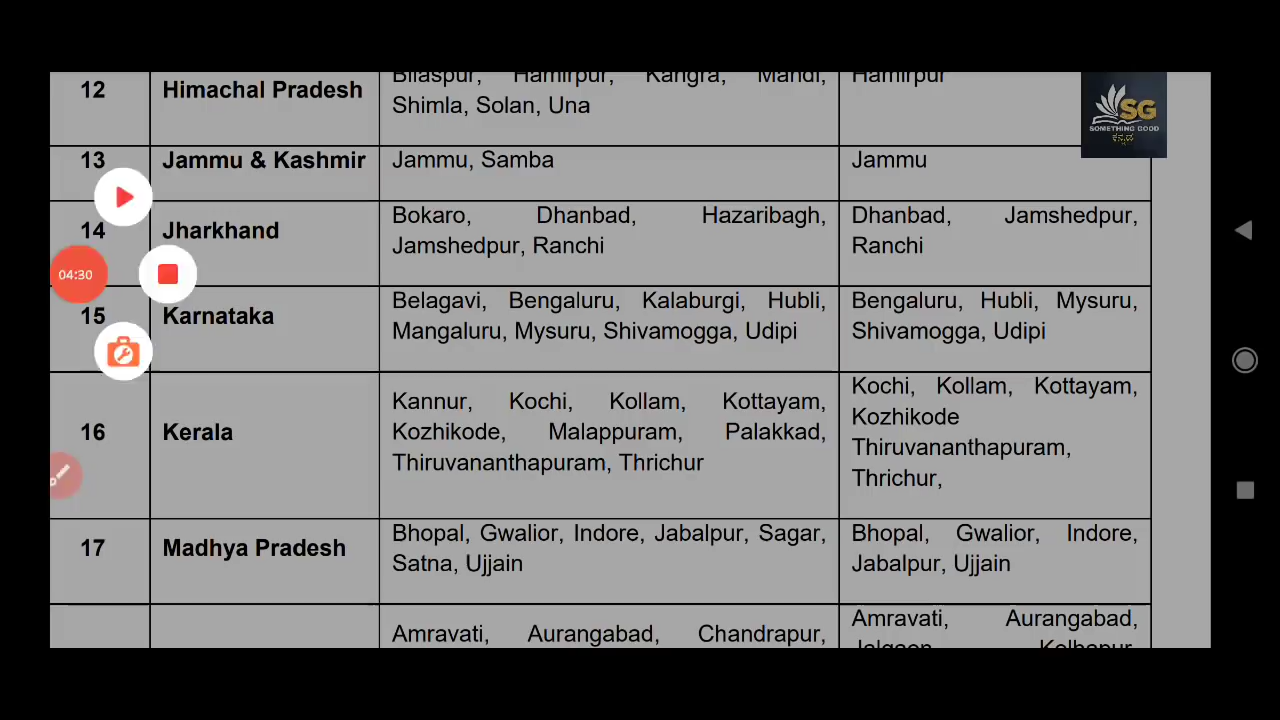 12 Himachal Pradesh Bilaspur, Hamirpur, Kangra, Mandi, Hamirpur
Shimla, Solan, Una
SG
SOMETHING GOOD
ಕನ್ನಡ
13 Jammu & Kashmir Jammu, Samba Jammu
14 Jharkhand Bokaro, Dhanbad, Hazaribagh, Dhanbad, Jamshedpur,
Jamshedpur, Ranchi Ranchi
04:30
15 Karnataka Belagavi, Bengaluru, Kalaburgi, Hubli, Bengaluru, Hubli, Mysuru,
Mangaluru, Mysuru, Shivamogga, Udipi Shivamogga, Udipi
16 Kerala Kannur, Kochi, Kollam, Kottayam, Kochi, Kollam, Kottayam,
Kozhikode, Malappuram, Palakkad, Kozhikode
Thiruvananthapuram, Thrichur Thiruvananthapuram,
Thrichur,
17 Madhya Pradesh Bhopal, Gwalior, Indore, Jabalpur, Sagar, Bhopal, Gwalior, Indore,
Satna, Ujjain Jabalpur, Ujjain
Amravati, Aurangabad, Chandrapur, Amravati, Aurangabad,
Jalgaon, Kolhapur,